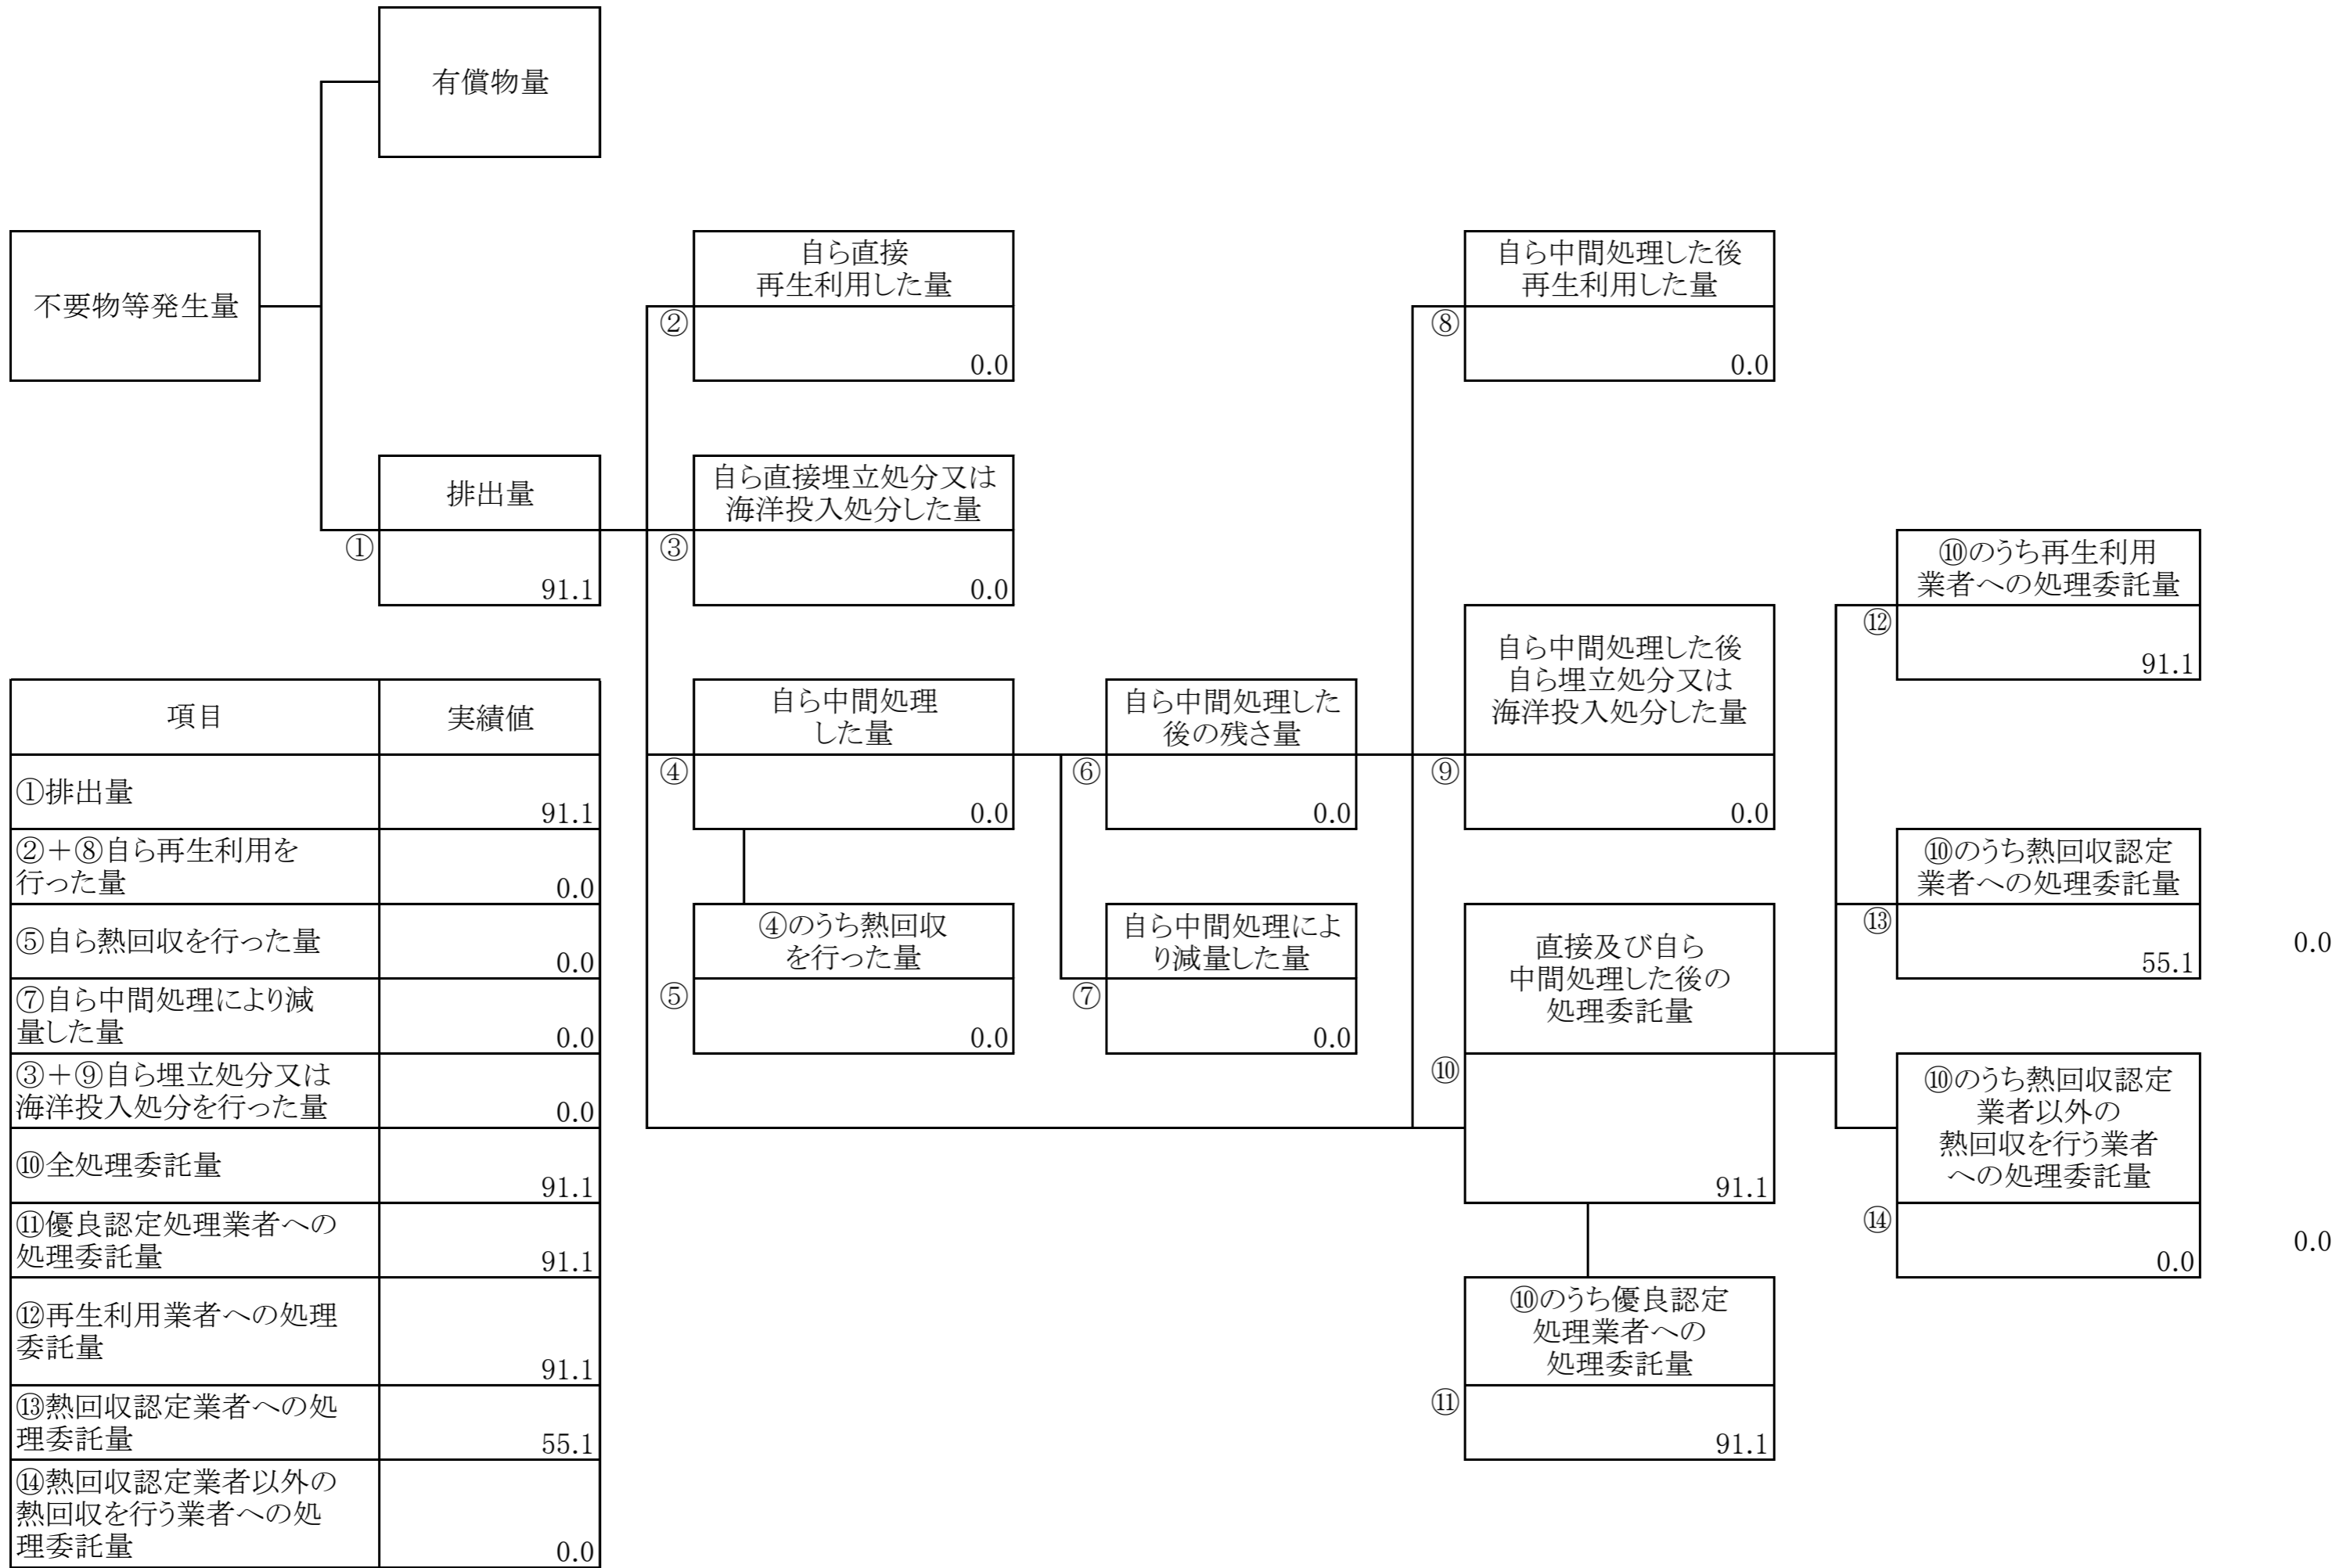 有償物量
不要物等発生量
自ら直接
再生利用した量
②
0.0
自ら中間処理した後
再生利用した量
⑧
0.0
排出量
①
91.1
自ら直接埋立処分又は
海洋投入処分した量
③
0.0
⑩のうち再生利用
業者への処理委託量
⑫
91.1
自ら中間処理
した量
④
0.0
自ら中間処理した
後の残さ量
⑥
0.0
自ら中間処理した後
自ら埋立処分又は
海洋投入処分した量
⑨
0.0
⑩のうち熱回収認定
業者への処理委託量
⑬
55.1
0.0
④のうち熱回収
を行った量
⑤
0.0
自ら中間処理によ
り減量した量
⑦
0.0
直接及び自ら
中間処理した後の
処理委託量
⑩
91.1
⑩のうち熱回収認定
業者以外の
熱回収を行う業者
への処理委託量
⑭
0.0
0.0
⑩のうち優良認定
処理業者への
処理委託量
⑪
91.1
項目 実績値
①排出量
91.1
②＋⑧自ら再生利用を
行った量
0.0
⑤自ら熱回収を行った量
0.0
⑦自ら中間処理により減
量した量
0.0
③＋⑨自ら埋立処分又は
海洋投入処分を行った量
0.0
⑩全処理委託量
91.1
⑪優良認定処理業者への
処理委託量
91.1
⑫再生利用業者への処理
委託量
91.1
⑬熱回収認定業者への処
理委託量
55.1
⑭熱回収認定業者以外の
熱回収を行う業者への処
理委託量
0.0